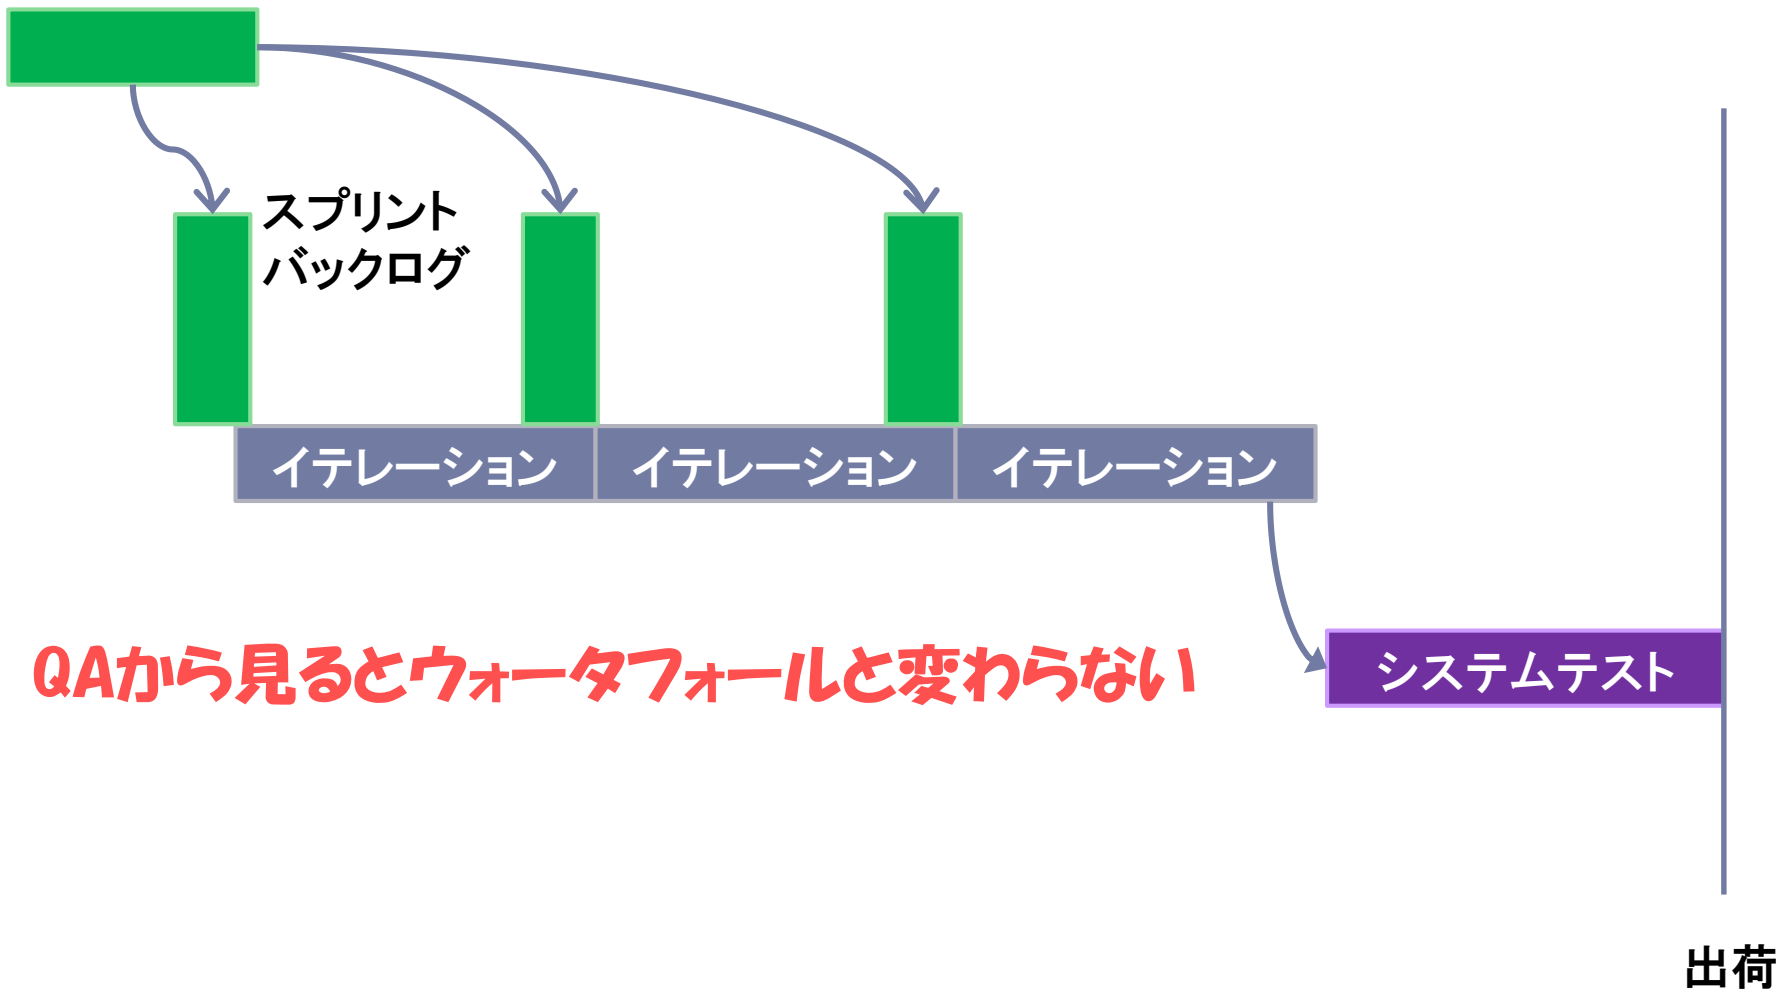 スプリント
バックログ
イテレーション
イテレーション
イテレーション
QAから見るとウォータフォールと変わらない
システムテスト
出荷